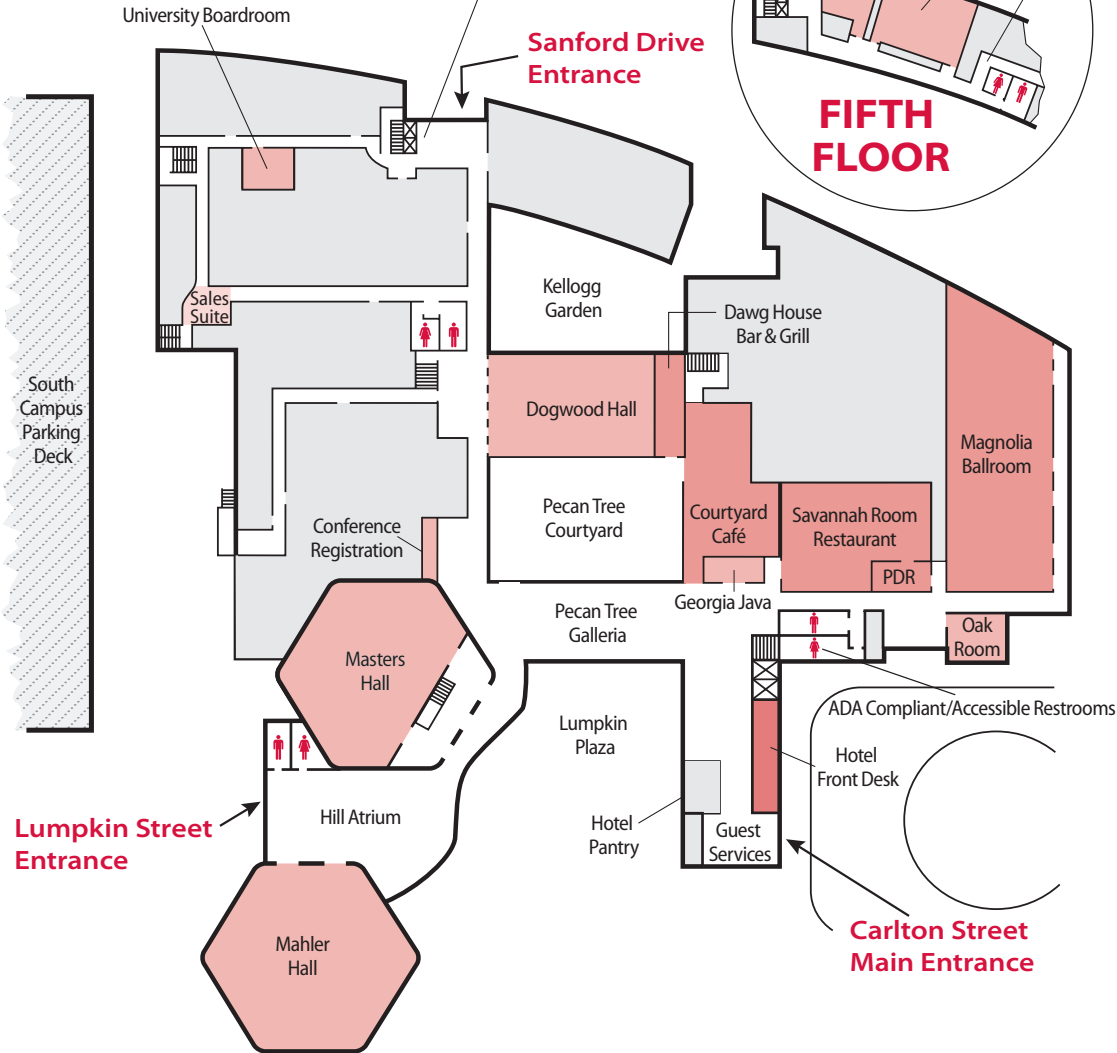 University Boardroom
Sanford Drive
Entrance
FIFTH
FLOOR
Kellogg
Garden
Sales
Suite
Dawg House
Bar & Grill
South
Campus
Parking
Deck
Dogwood Hall
Magnolia
Ballroom
Pecan Tree
Courtyard
Courtyard
Café
Savannah Room
Restaurant
Conference
Registration
PDR
Georgia Java
Pecan Tree
Galleria
Oak
Room
Masters
Hall
ADA Compliant/Accessible Restrooms
Lumpkin
Plaza
Hotel
Front Desk
Hill Atrium
Lumpkin Street
Entrance
Hotel
Pantry
Guest
Services
Carlton Street
Main Entrance
Mahler
Hall